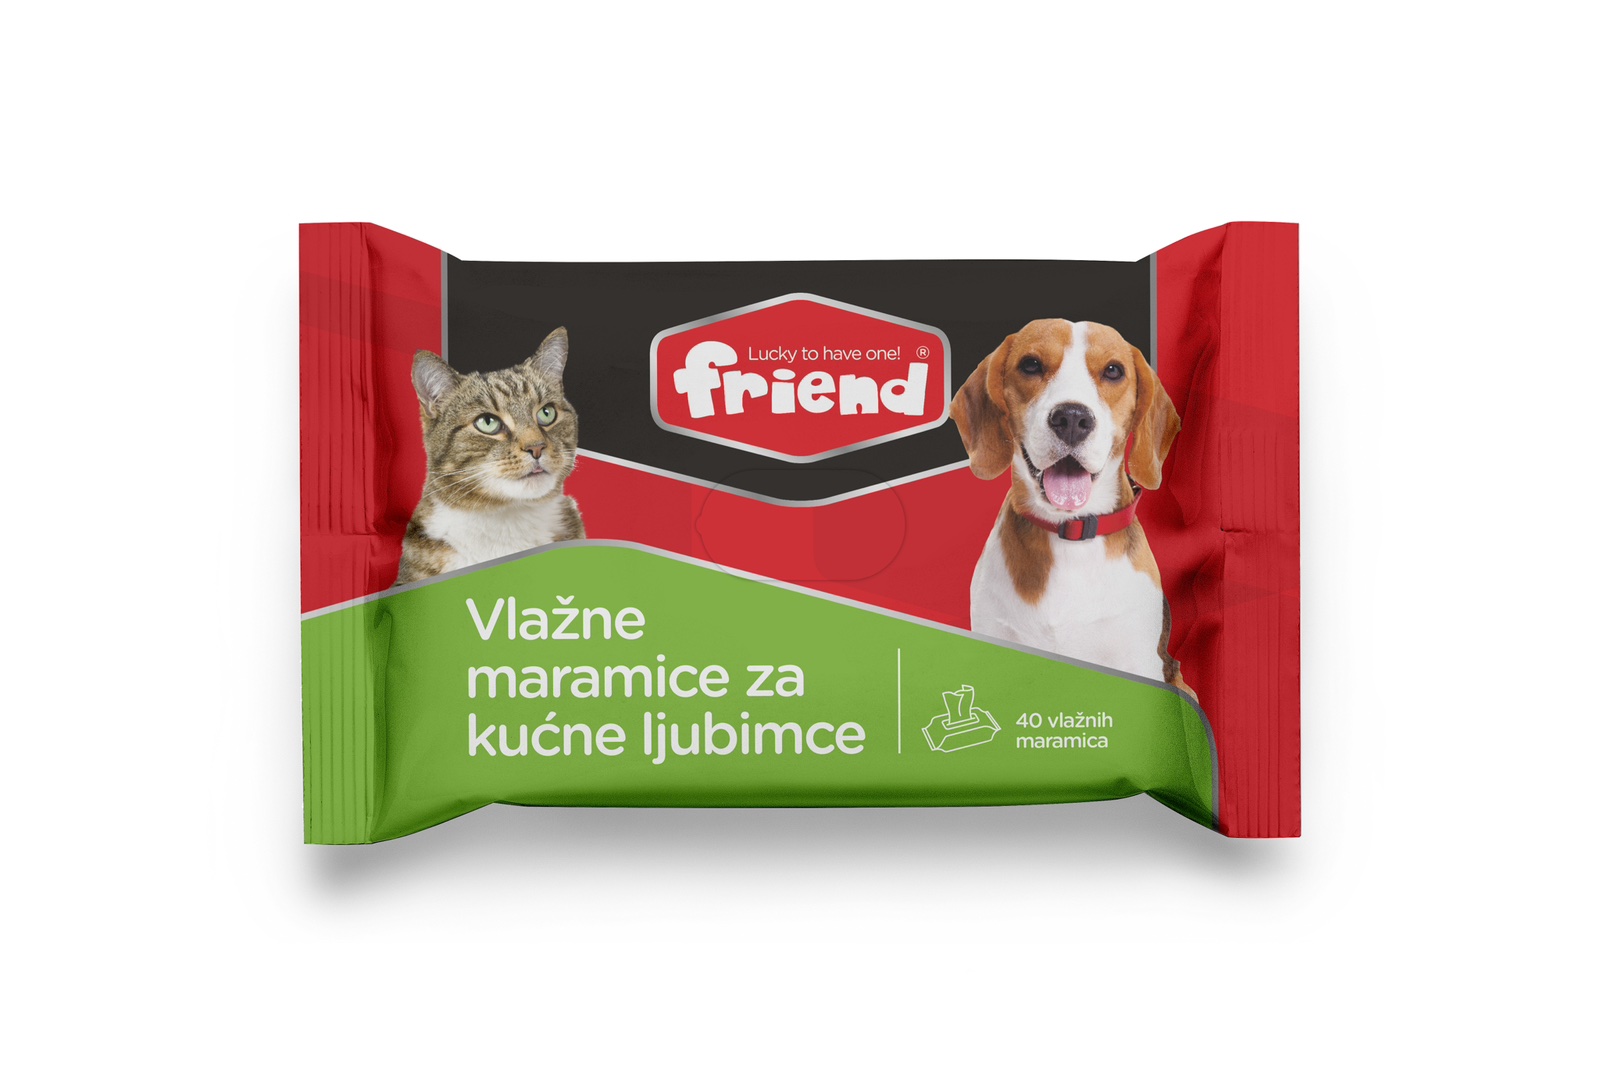 Lucky to have one! ®
friend
Vlažne
maramice za
kućne ljubimce
40 vlažnih
maramica